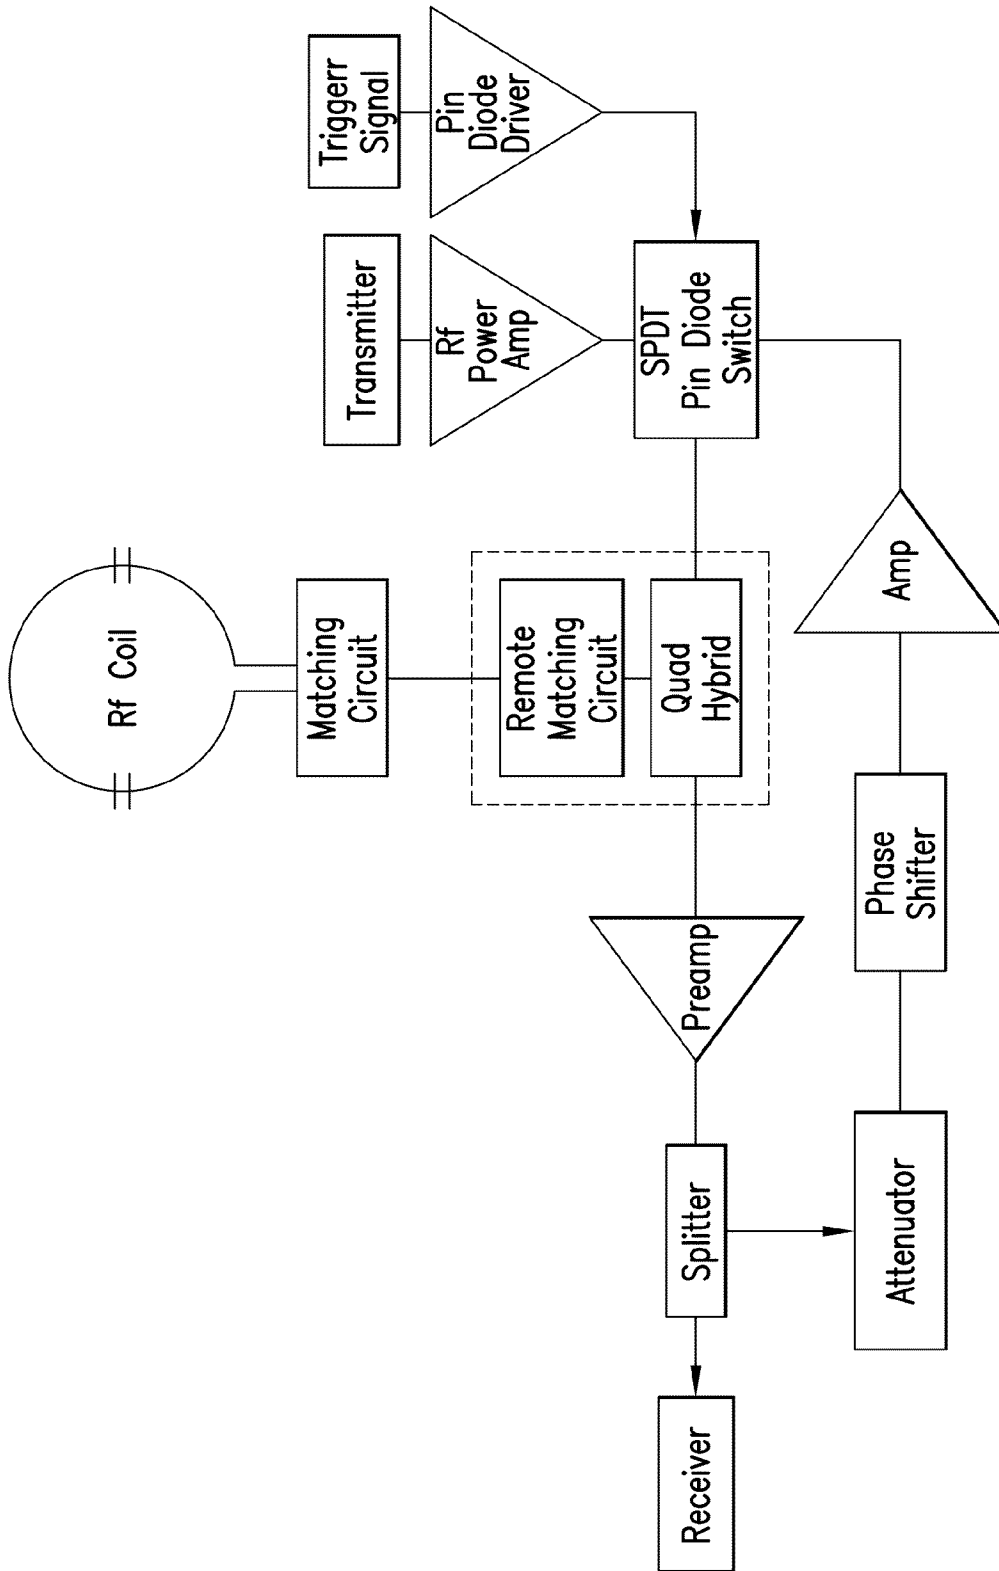 Rf Coil
Matching
Circuit
Remote
Matching
Circuit
Quad
Hybrid
Transmitter
Rf
Power
Amp
Triggerr
Signal
Pin
Diode
Driver
SPDT
Pin Diode
Switch
Receiver
Splitter
Preamp
Attenuator
Phase
Shifter
Amp